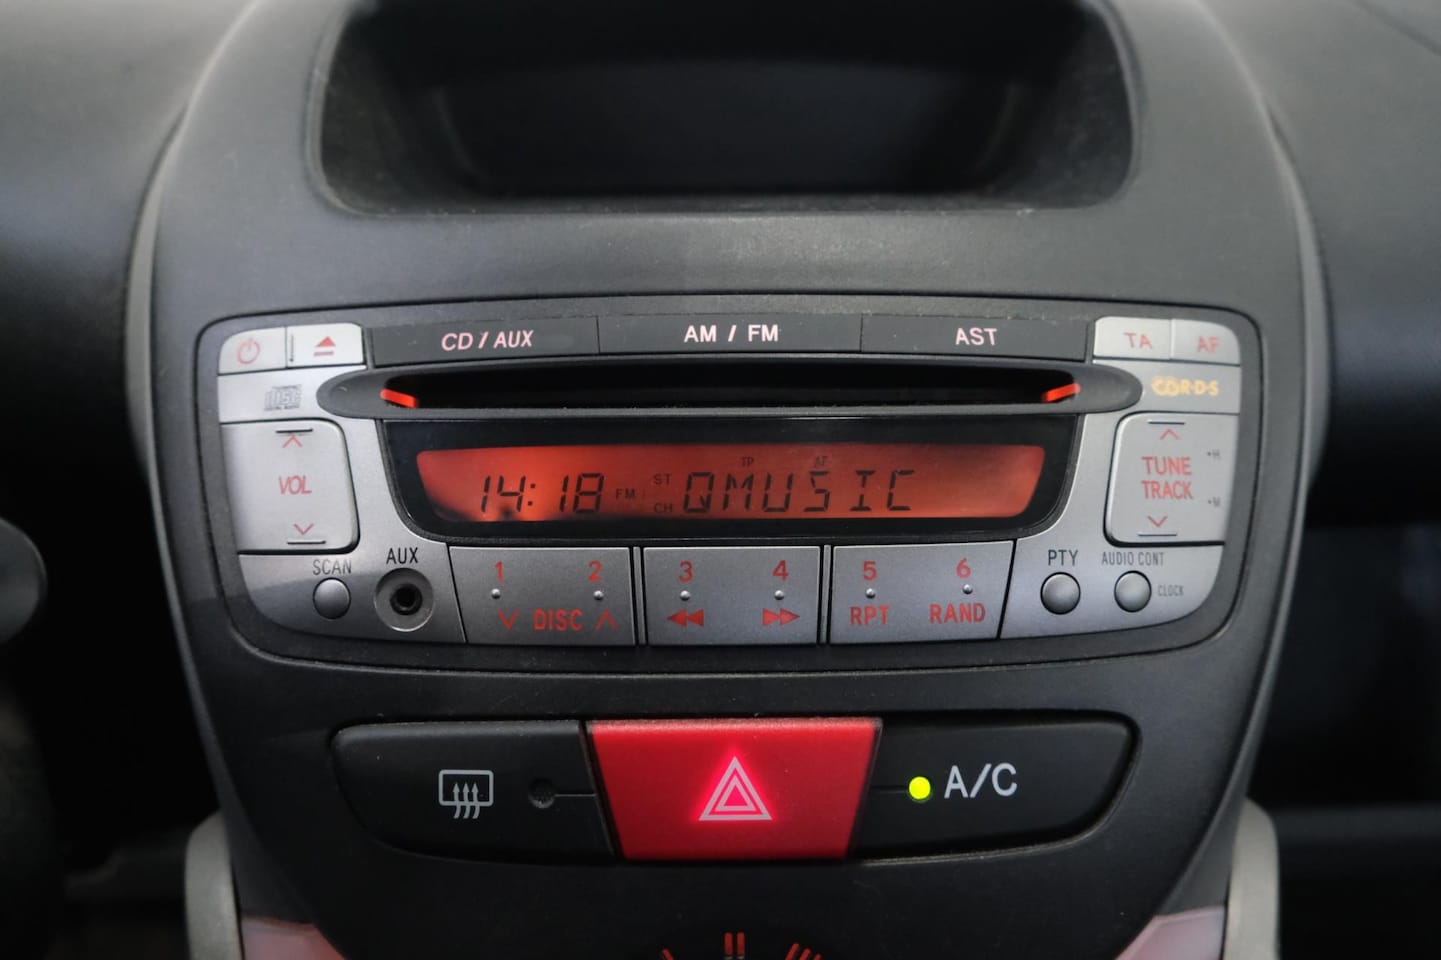 CD / AUX
AM / FM
AST
TA
AF
DISC
R·D·S
VOL
14:18 FM ST CH TP AF QMUSIC
TUNE
TRACK
H
M
SCAN
AUX
1
2
3
4
5
6
DISC
RPT
RAND
PTY
AUDIO CONT
CLOCK
A/C